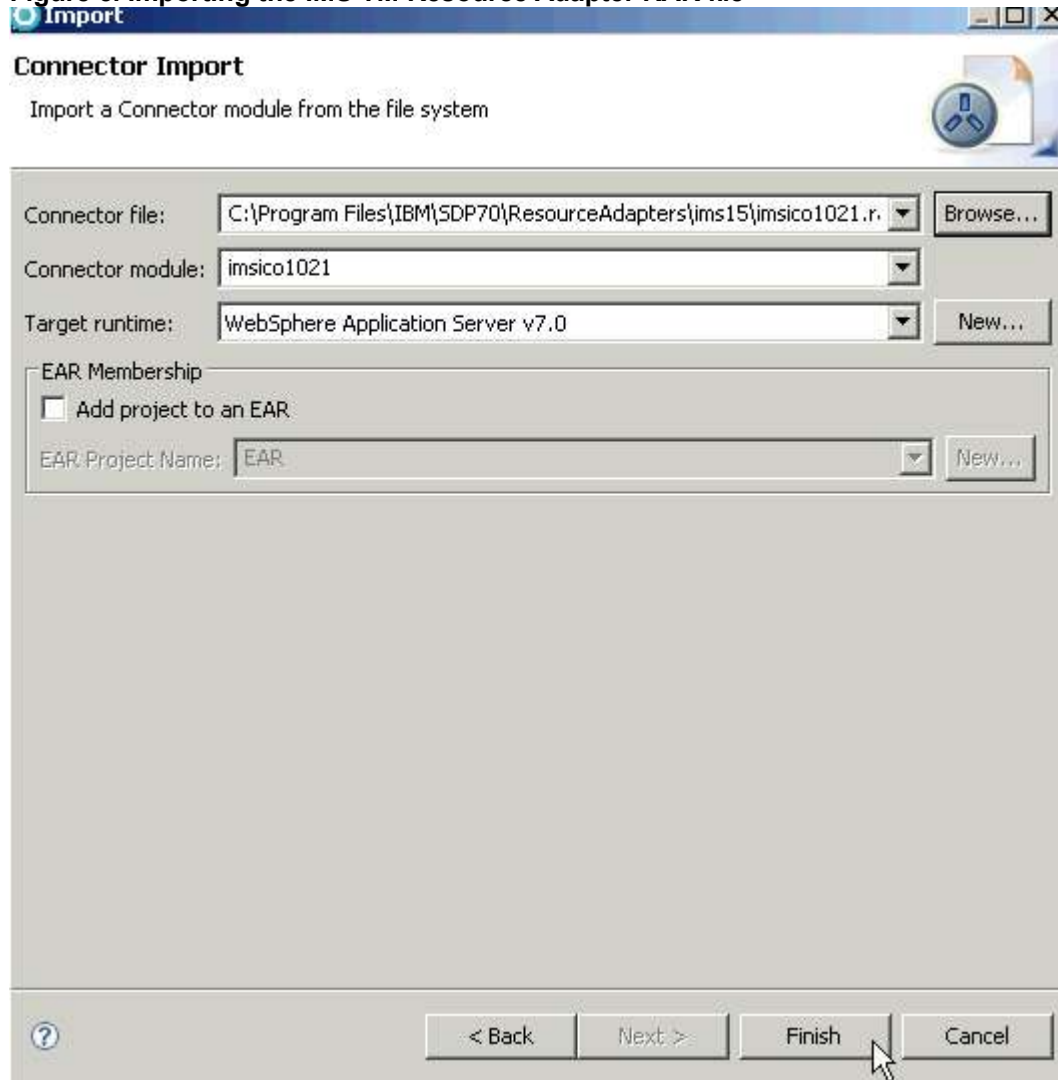 Import
Connector Import
Import a Connector module from the file system
Connector file: C:\Program Files\IBM\SDP70\ResourceAdapters\ims15\imsico1021.r Browse...
Connector module: imsico1021
Target runtime: WebSphere Application Server v7.0 New...
EAR Membership
Add project to an EAR
EAR Project Name: EAR New...
< Back Next > Finish Cancel